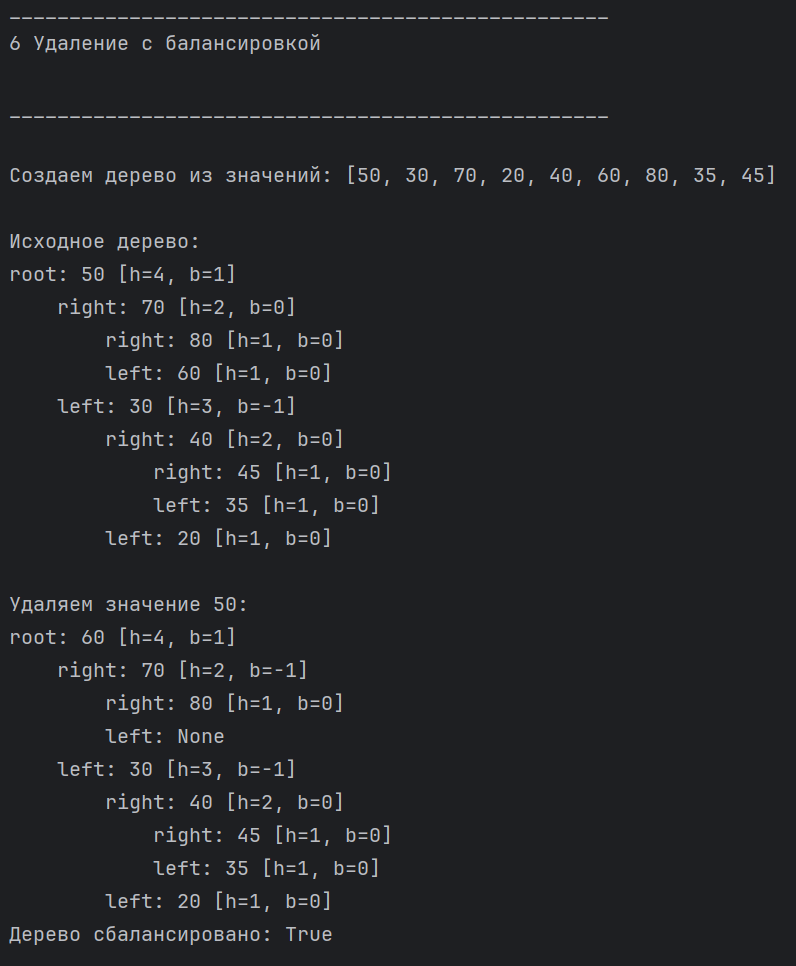 --------------------------------------------------
6 Удаление с балансировкой
--------------------------------------------------
Создаем дерево из значений: [50, 30, 70, 20, 40, 60, 80, 35, 45]
Исходное дерево:
root: 50 [h=4, b=1]
    right: 70 [h=2, b=0]
        right: 80 [h=1, b=0]
        left: 60 [h=1, b=0]
    left: 30 [h=3, b=-1]
        right: 40 [h=2, b=0]
            right: 45 [h=1, b=0]
            left: 35 [h=1, b=0]
        left: 20 [h=1, b=0]
Удаляем значение 50:
root: 60 [h=4, b=1]
    right: 70 [h=2, b=-1]
        right: 80 [h=1, b=0]
        left: None
    left: 30 [h=3, b=-1]
        right: 40 [h=2, b=0]
            right: 45 [h=1, b=0]
            left: 35 [h=1, b=0]
        left: 20 [h=1, b=0]
Дерево сбалансировано: True